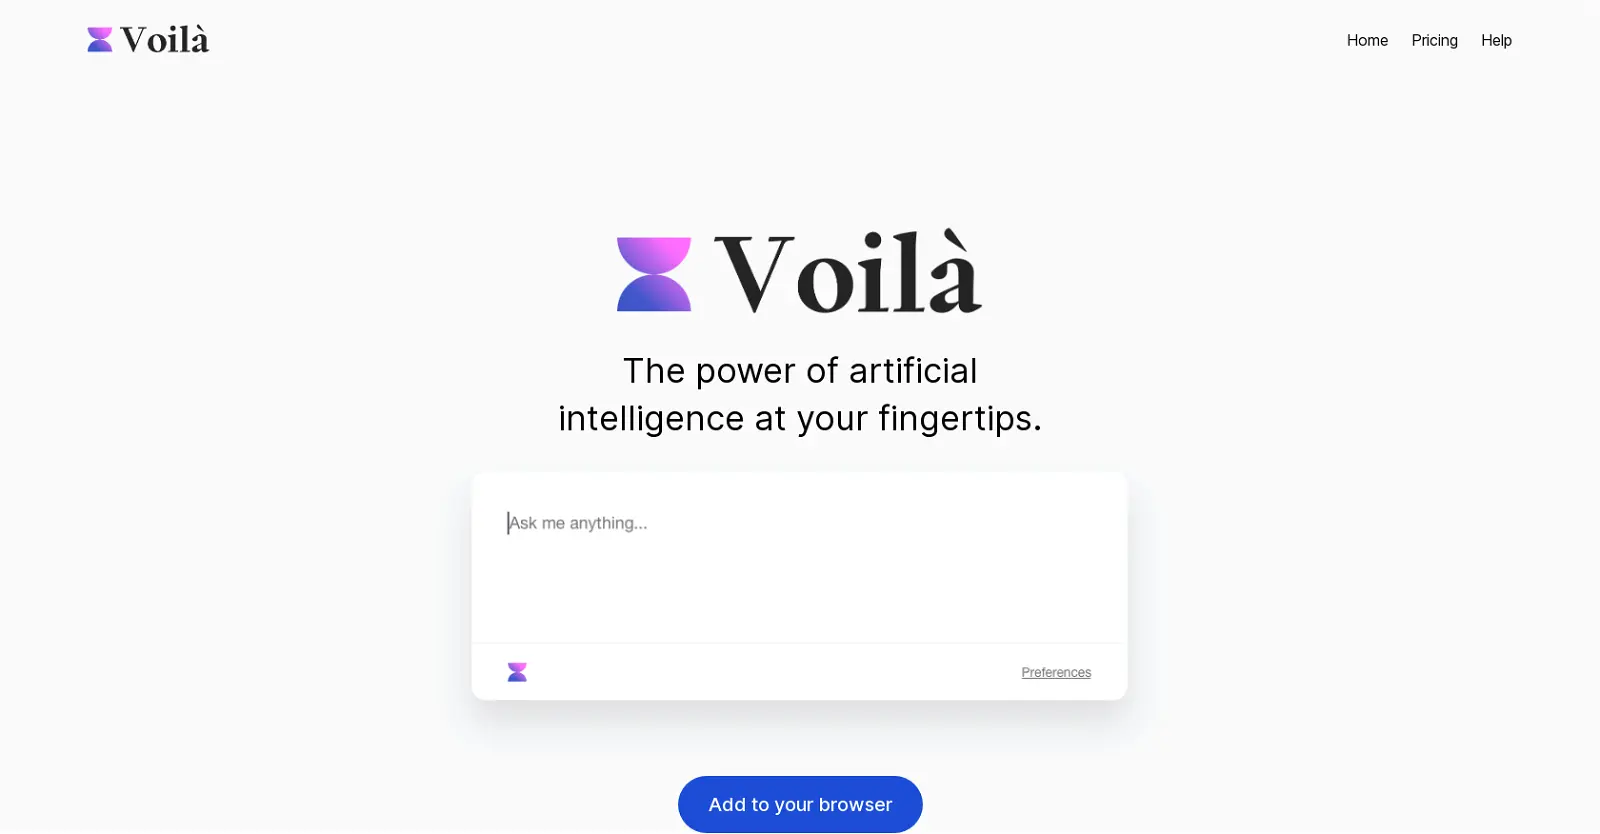 Voilà
Home Pricing Help
Voilà
The power of artificial
intelligence at your fingertips.
Ask me anything...
Preferences
Add to your browser